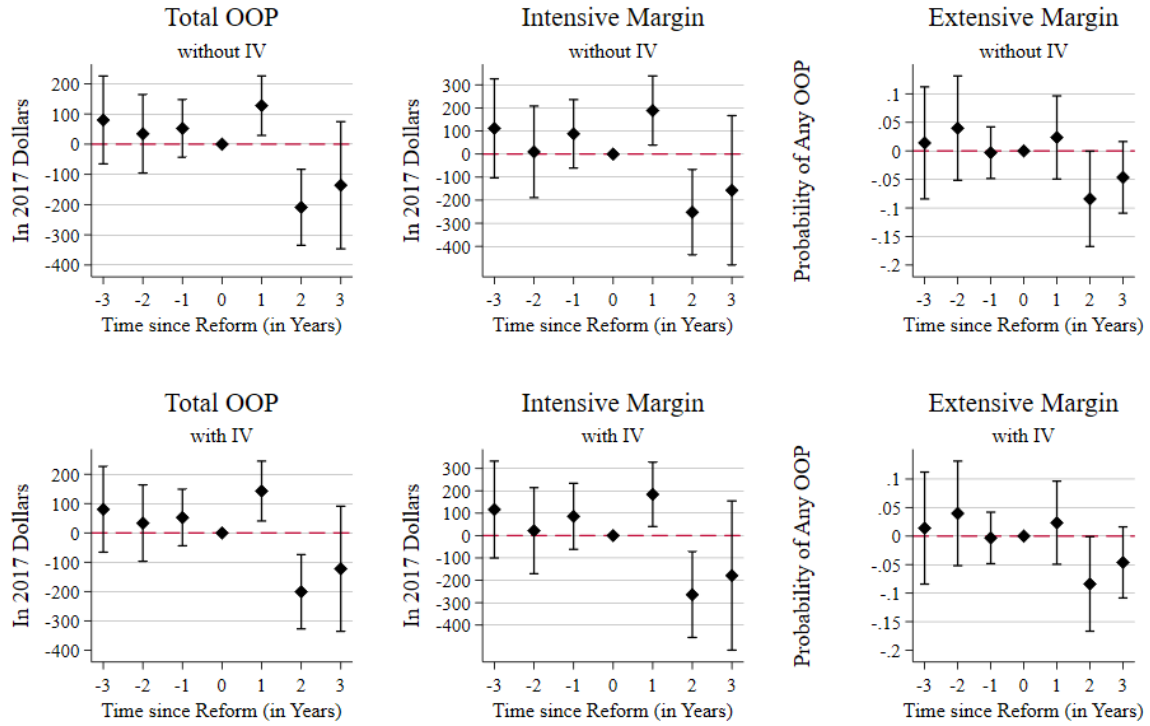 Total OOP
without IV
In 2017 Dollars
200
100
0
-100
-200
-300
-400
-3 -2 -1 0 1 2 3
Time since Reform (in Years)
Intensive Margin
without IV
In 2017 Dollars
300
200
100
0
-100
-200
-300
-400
-3 -2 -1 0 1 2 3
Time since Reform (in Years)
Extensive Margin
without IV
Probability of Any OOP
.1
.05
0
-.05
-.1
-.15
-.2
-3 -2 -1 0 1 2 3
Time since Reform (in Years)
Total OOP
with IV
In 2017 Dollars
200
100
0
-100
-200
-300
-400
-3 -2 -1 0 1 2 3
Time since Reform (in Years)
Intensive Margin
with IV
In 2017 Dollars
300
200
100
0
-100
-200
-300
-400
-3 -2 -1 0 1 2 3
Time since Reform (in Years)
Extensive Margin
with IV
Probability of Any OOP
.1
.05
0
-.05
-.1
-.15
-.2
-3 -2 -1 0 1 2 3
Time since Reform (in Years)